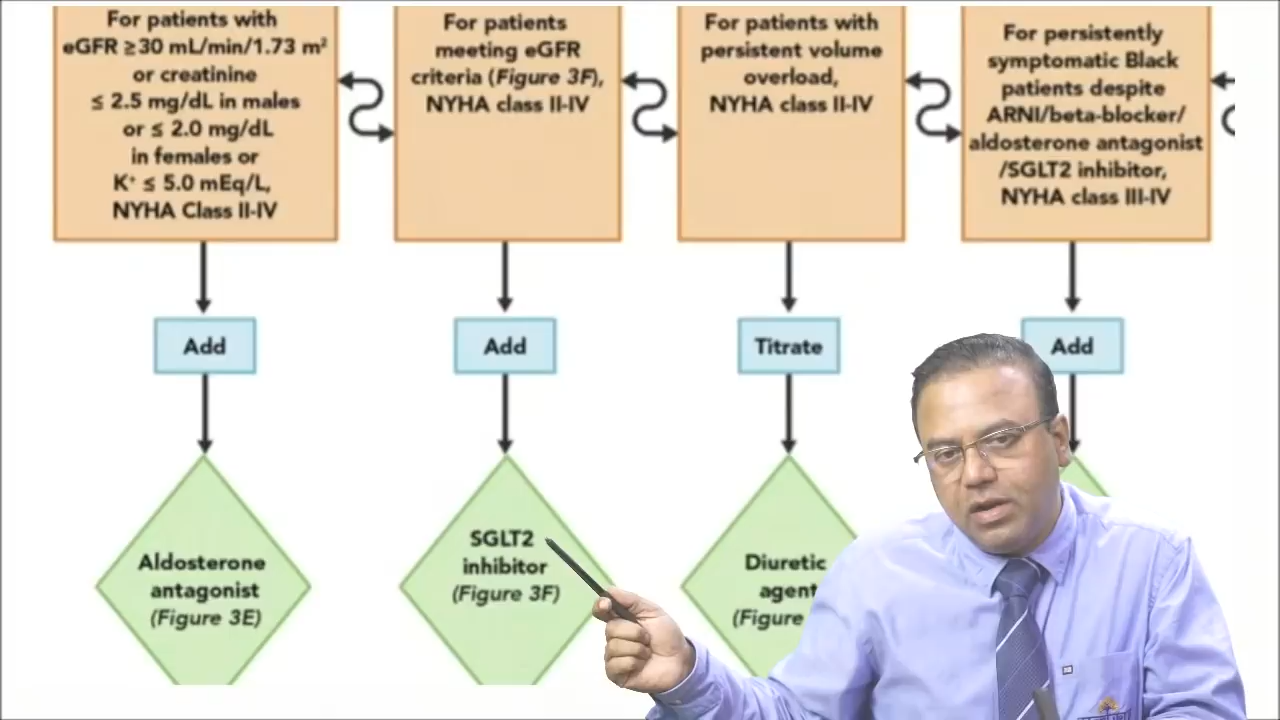 For patients with
eGFR ≥30 mL/min/1.73 m²
or creatinine
≤ 2.5 mg/dL in males
or ≤ 2.0 mg/dL
in females or
K⁺ ≤ 5.0 mEq/L,
NYHA Class II-IV
For patients
meeting eGFR
criteria (Figure 3F),
NYHA class II-IV
For patients with
persistent volume
overload,
NYHA class II-IV
For persistently
symptomatic Black
patients despite
ARNI/beta-blocker/
aldosterone antagonist
/SGLT2 inhibitor,
NYHA class III-IV
Add
Add
Titrate
Add
Aldosterone
antagonist
(Figure 3E)
SGLT2
inhibitor
(Figure 3F)
Diuretic
agent
(Figure